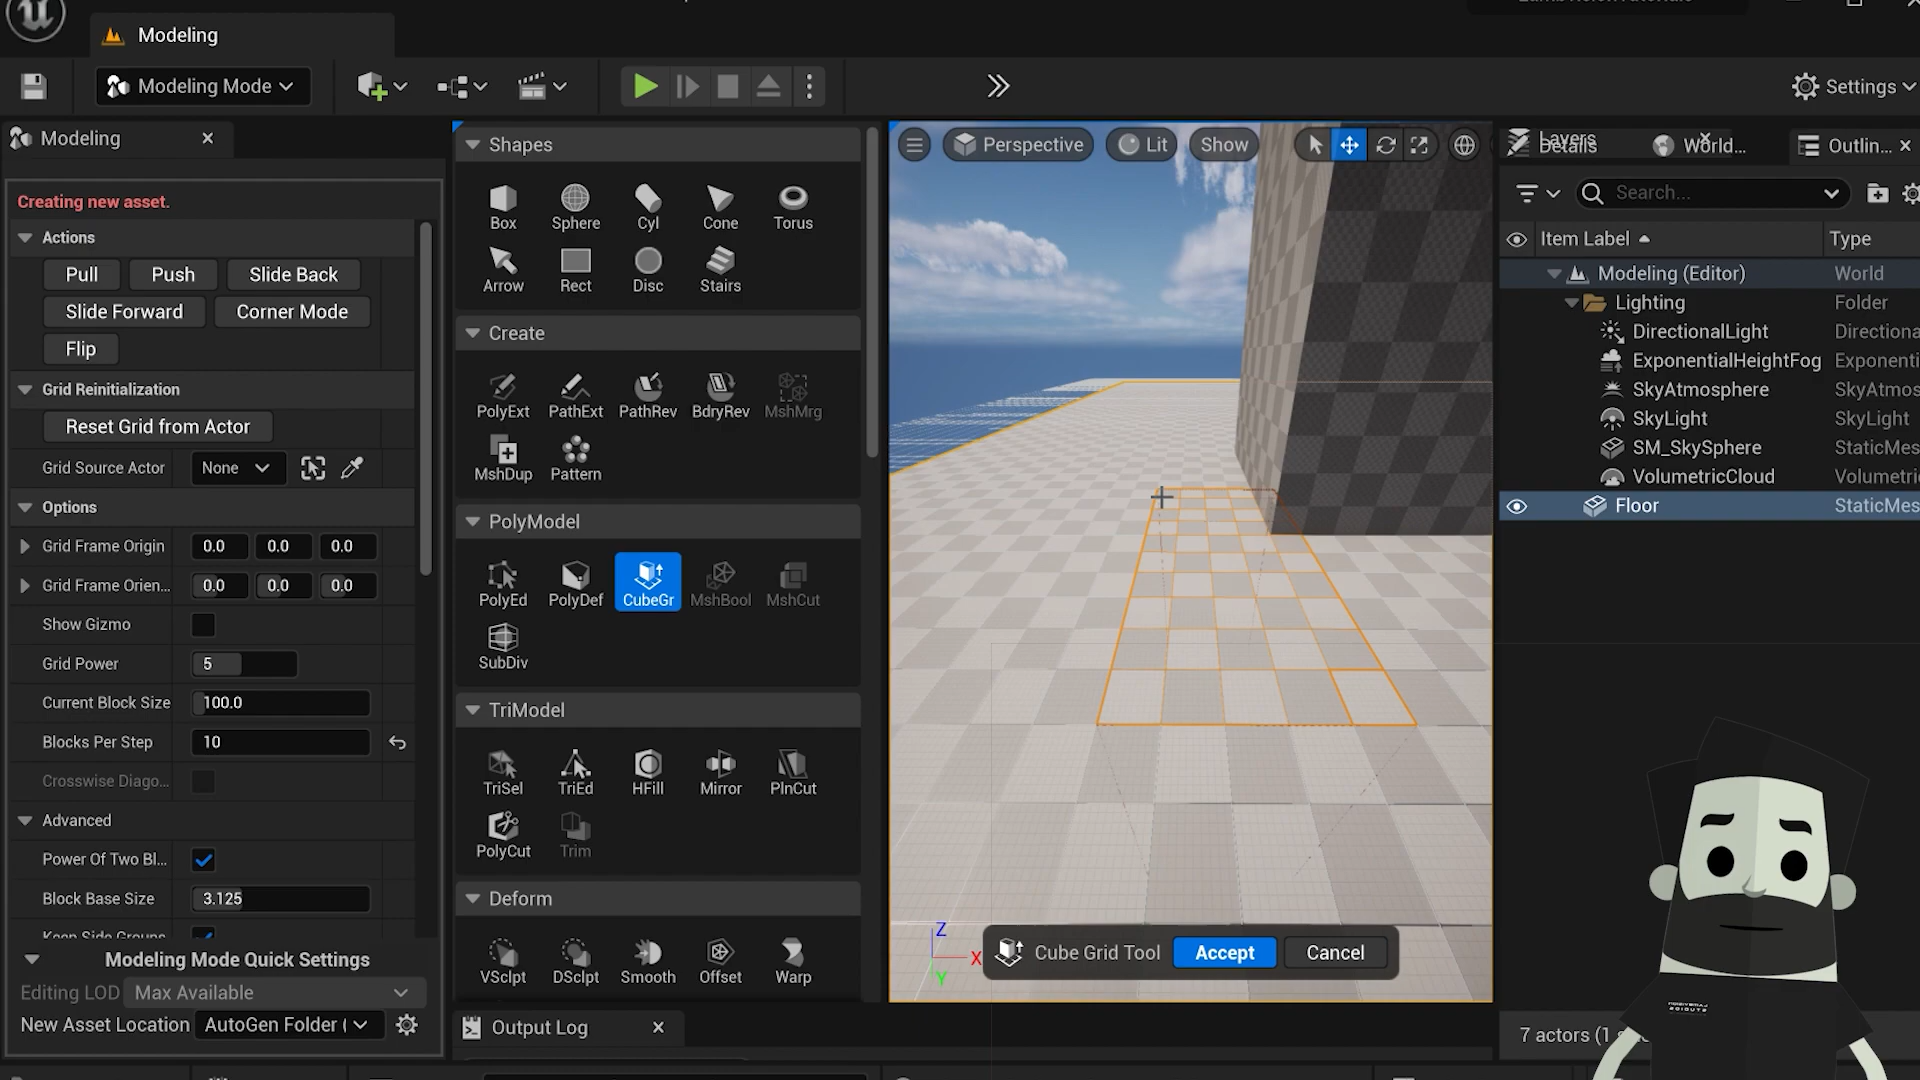 Modeling
Modeling Mode
Settings
Modeling
Creating new asset.
Actions
Pull
Push
Slide Back
Slide Forward
Corner Mode
Flip
Grid Reinitialization
Reset Grid from Actor
Grid Source Actor
None
Options
Grid Frame Origin
0.0
0.0
0.0
Grid Frame Orien...
0.0
0.0
0.0
Show Gizmo
Grid Power
5
Current Block Size
100.0
Blocks Per Step
10
Crosswise Diago...
Advanced
Power Of Two Bl...
Block Base Size
3.125
Keep Side Groups
Modeling Mode Quick Settings
Editing LOD
Max Available
New Asset Location
AutoGen Folder (
Shapes
Box
Sphere
Cyl
Cone
Torus
Arrow
Rect
Disc
Stairs
Create
PolyExt
PathExt
PathRev
BdryRev
MshMrg
MshDup
Pattern
PolyModel
PolyEd
PolyDef
CubeGr
MshBool
MshCut
SubDiv
TriModel
TriSel
TriEd
HFill
Mirror
PlnCut
PolyCut
Trim
Deform
VSclpt
DSclpt
Smooth
Offset
Warp
Output Log
Perspective
Lit
Show
Z
X
Y
Cube Grid Tool
Accept
Cancel
Layers
Details
World...
Outlin...
Search...
Item Label
Type
Modeling (Editor)
World
Lighting
Folder
DirectionalLight
Directiona
ExponentialHeightFog
Exponenti
SkyAtmosphere
SkyAtmos
SkyLight
SkyLight
SM_SkySphere
StaticMes
VolumetricCloud
Volumetri
Floor
StaticMes
7 actors (1